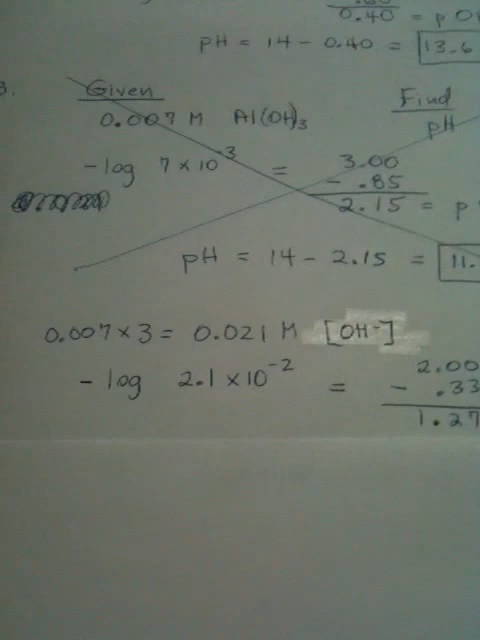 0.40 = pOH
pH = 14 - 0.40 = 13.6
3. Given Find
0.007 M Al(OH)3 pH
-log 7 x 10^-3 = 3.00
- .85
2.15 = p
pH = 14 - 2.15 = 11.
0.007 x 3 = 0.021 M [OH-]
-log 2.1 x 10^-2 = 2.00
- .33
1.27